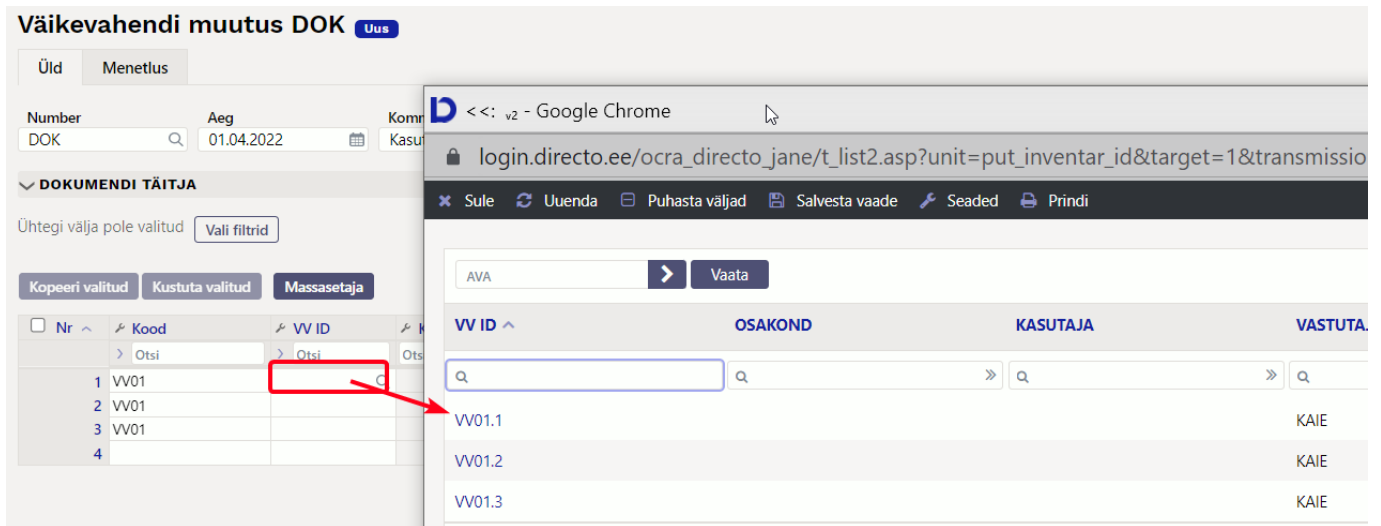 Väikevahendi muutus DOK Uus
Üld Menetlus
Number Aeg Komm
DOK 01.04.2022 Kasut
DOKUMENDI TÄITJA
Ühtegi välja pole valitud Vali filtrid
Kopeeri valitud Kustuta valitud Massasetaja
Nr Kood VV ID K
Otsi Otsi Ots
1 VV01
2 VV01
3 VV01
4
<<: v2 - Google Chrome
login.directo.ee/ocra_directo_jane/t_list2.asp?unit=put_inventar_id&target=1&transmissio
Sule Uuenda Puhasta väljad Salvesta vaade Seaded Prindi
AVA Vaata
VV ID OSAKOND KASUTAJA VASTUTA
VV01.1 KAIE
VV01.2 KAIE
VV01.3 KAIE